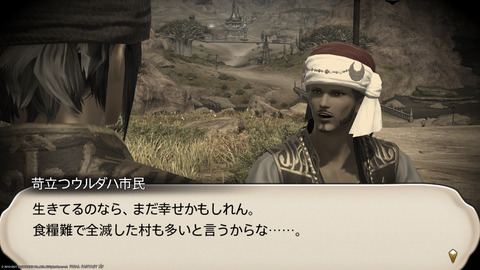 苛立つウルダハ市民
生きてるのなら、まだ幸せかもしれん。
食糧難で全滅した村も多いと言うからな……。